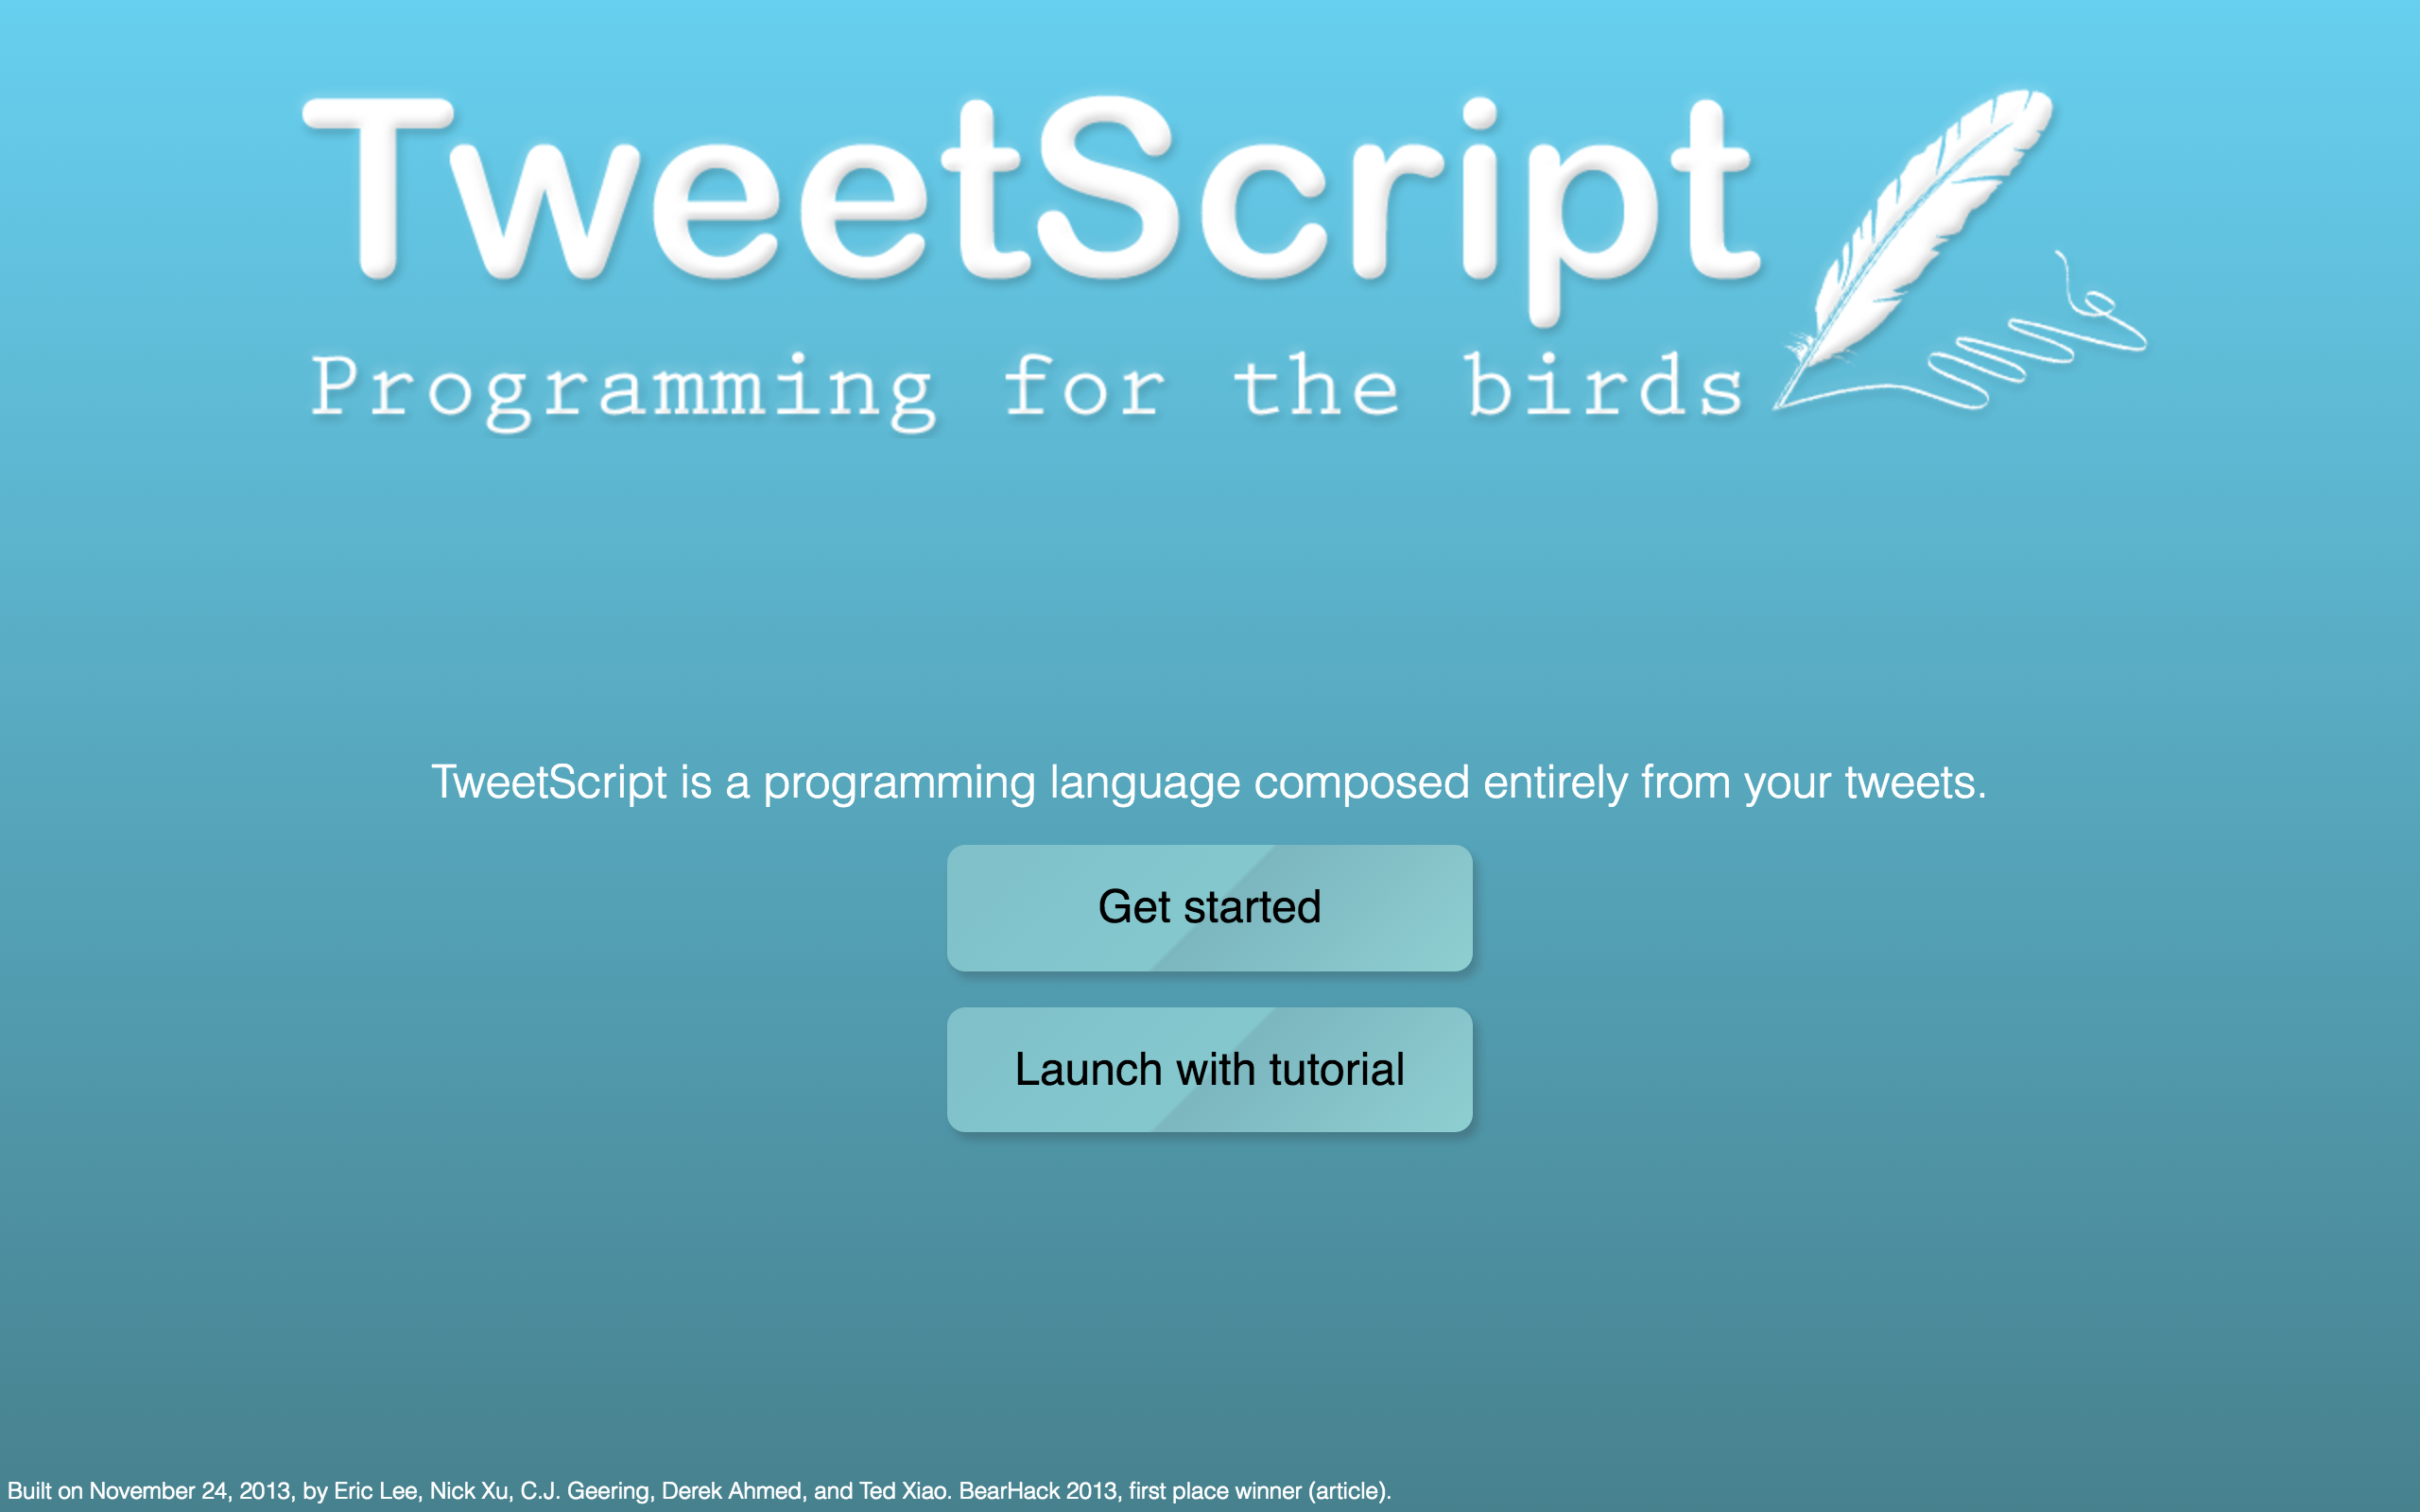 TweetScript
Programming for the birds
TweetScript is a programming language composed entirely from your tweets.
Get started
Launch with tutorial
Built on November 24, 2013, by Eric Lee, Nick Xu, C.J. Geering, Derek Ahmed, and Ted Xiao. BearHack 2013, first place winner (article).